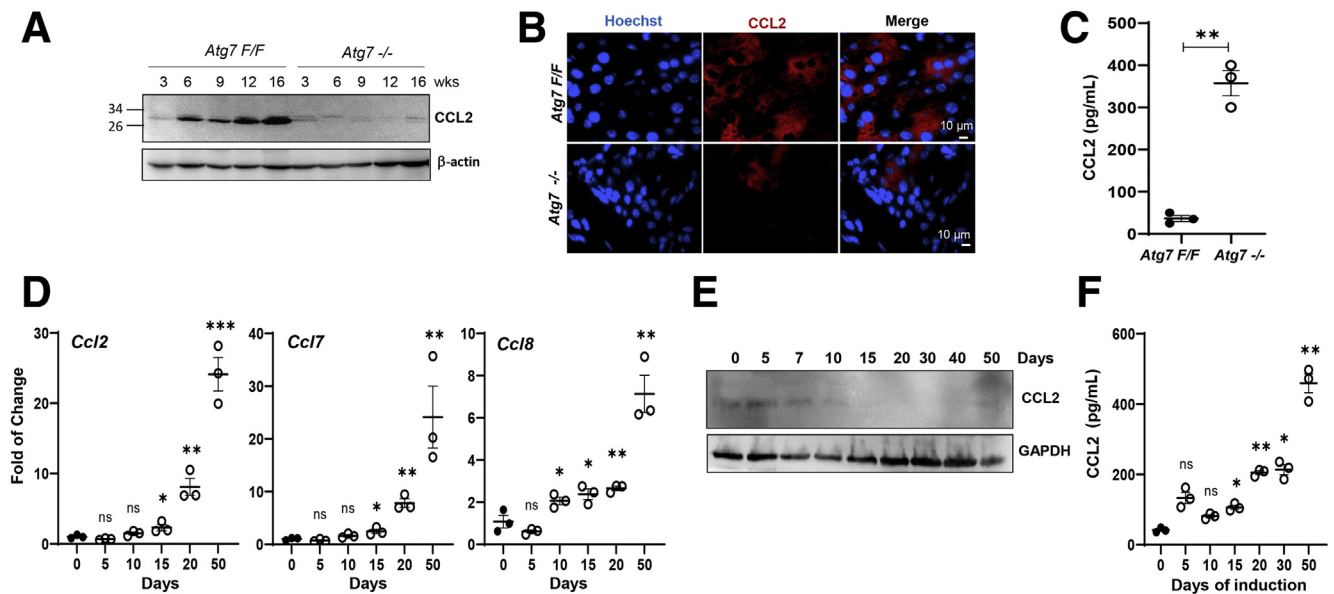 A
Atg7 F/F Atg7 -/-
3 6 9 12 16 3 6 9 12 16 wks
34
26
CCL2
β-actin
B
Hoechst CCL2 Merge
Atg7 F/F
10 µm
Atg7 -/-
10 µm
C
**
500
400
300
200
100
0
CCL2 (pg/mL)
Atg7 F/F Atg7 -/-
D
Ccl2
Fold of Change
30
20
10
0
ns ns * ** ***
0 5 10 15 20 50
Days
Ccl7
40
30
20
10
0
ns ns * ** **
0 5 10 15 20 50
Days
Ccl8
10
8
6
4
2
0
ns * * ** **
0 5 10 15 20 50
Days
E
0 5 7 10 15 20 30 40 50 Days
CCL2
GAPDH
F
CCL2 (pg/mL)
600
400
200
0
ns ns * ** * **
0 5 10 15 20 30 50
Days of induction